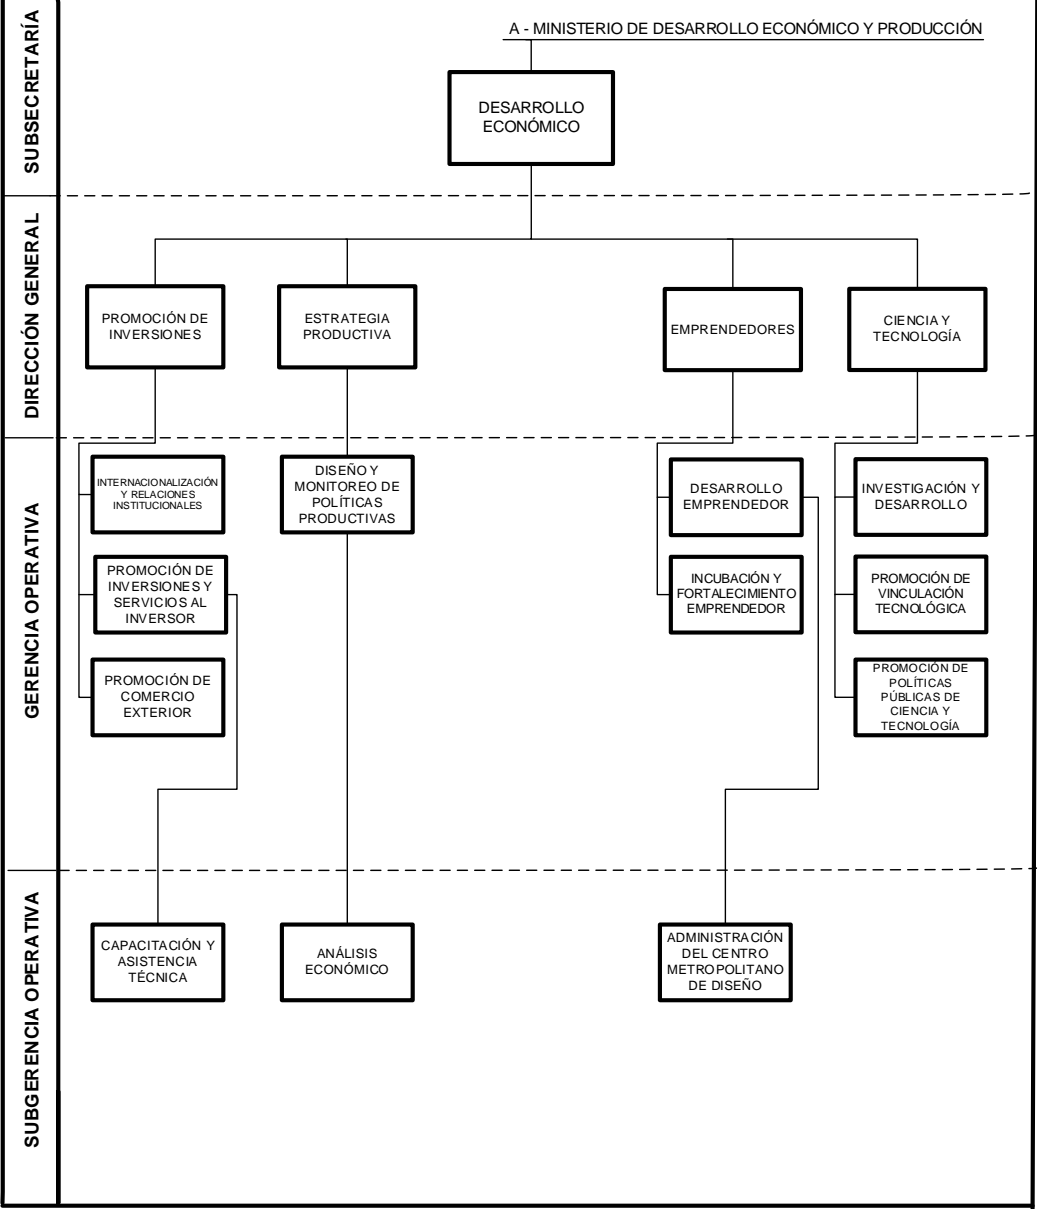 A - MINISTERIO DE DESARROLLO ECONÓMICO Y PRODUCCIÓN
SUBSECRETARÍA
DESARROLLO
ECONÓMICO
DIRECCIÓN GENERAL
PROMOCIÓN DE
INVERSIONES
ESTRATEGIA
PRODUCTIVA
EMPRENDEDORES
CIENCIA Y
TECNOLOGÍA
GERENCIA OPERATIVA
INTERNACIONALIZACIÓN
Y RELACIONES
INSTITUCIONALES
DISEÑO Y
MONITOREO DE
POLÍTICAS
PRODUCTIVAS
DESARROLLO
EMPRENDEDOR
INVESTIGACIÓN Y
DESARROLLO
PROMOCIÓN DE
INVERSIONES Y
SERVICIOS AL
INVERSOR
INCUBACIÓN Y
FORTALECIMIENTO
EMPRENDEDOR
PROMOCIÓN DE
VINCULACIÓN
TECNOLÓGICA
PROMOCIÓN DE
COMERCIO
EXTERIOR
PROMOCIÓN DE
POLÍTICAS
PÚBLICAS DE
CIENCIA Y
TECNOLOGÍA
SUBGERENCIA OPERATIVA
CAPACITACIÓN Y
ASISTENCIA
TÉCNICA
ANÁLISIS
ECONÓMICO
ADMINISTRACIÓN
DEL CENTRO
METROPOLITANO
DE DISEÑO